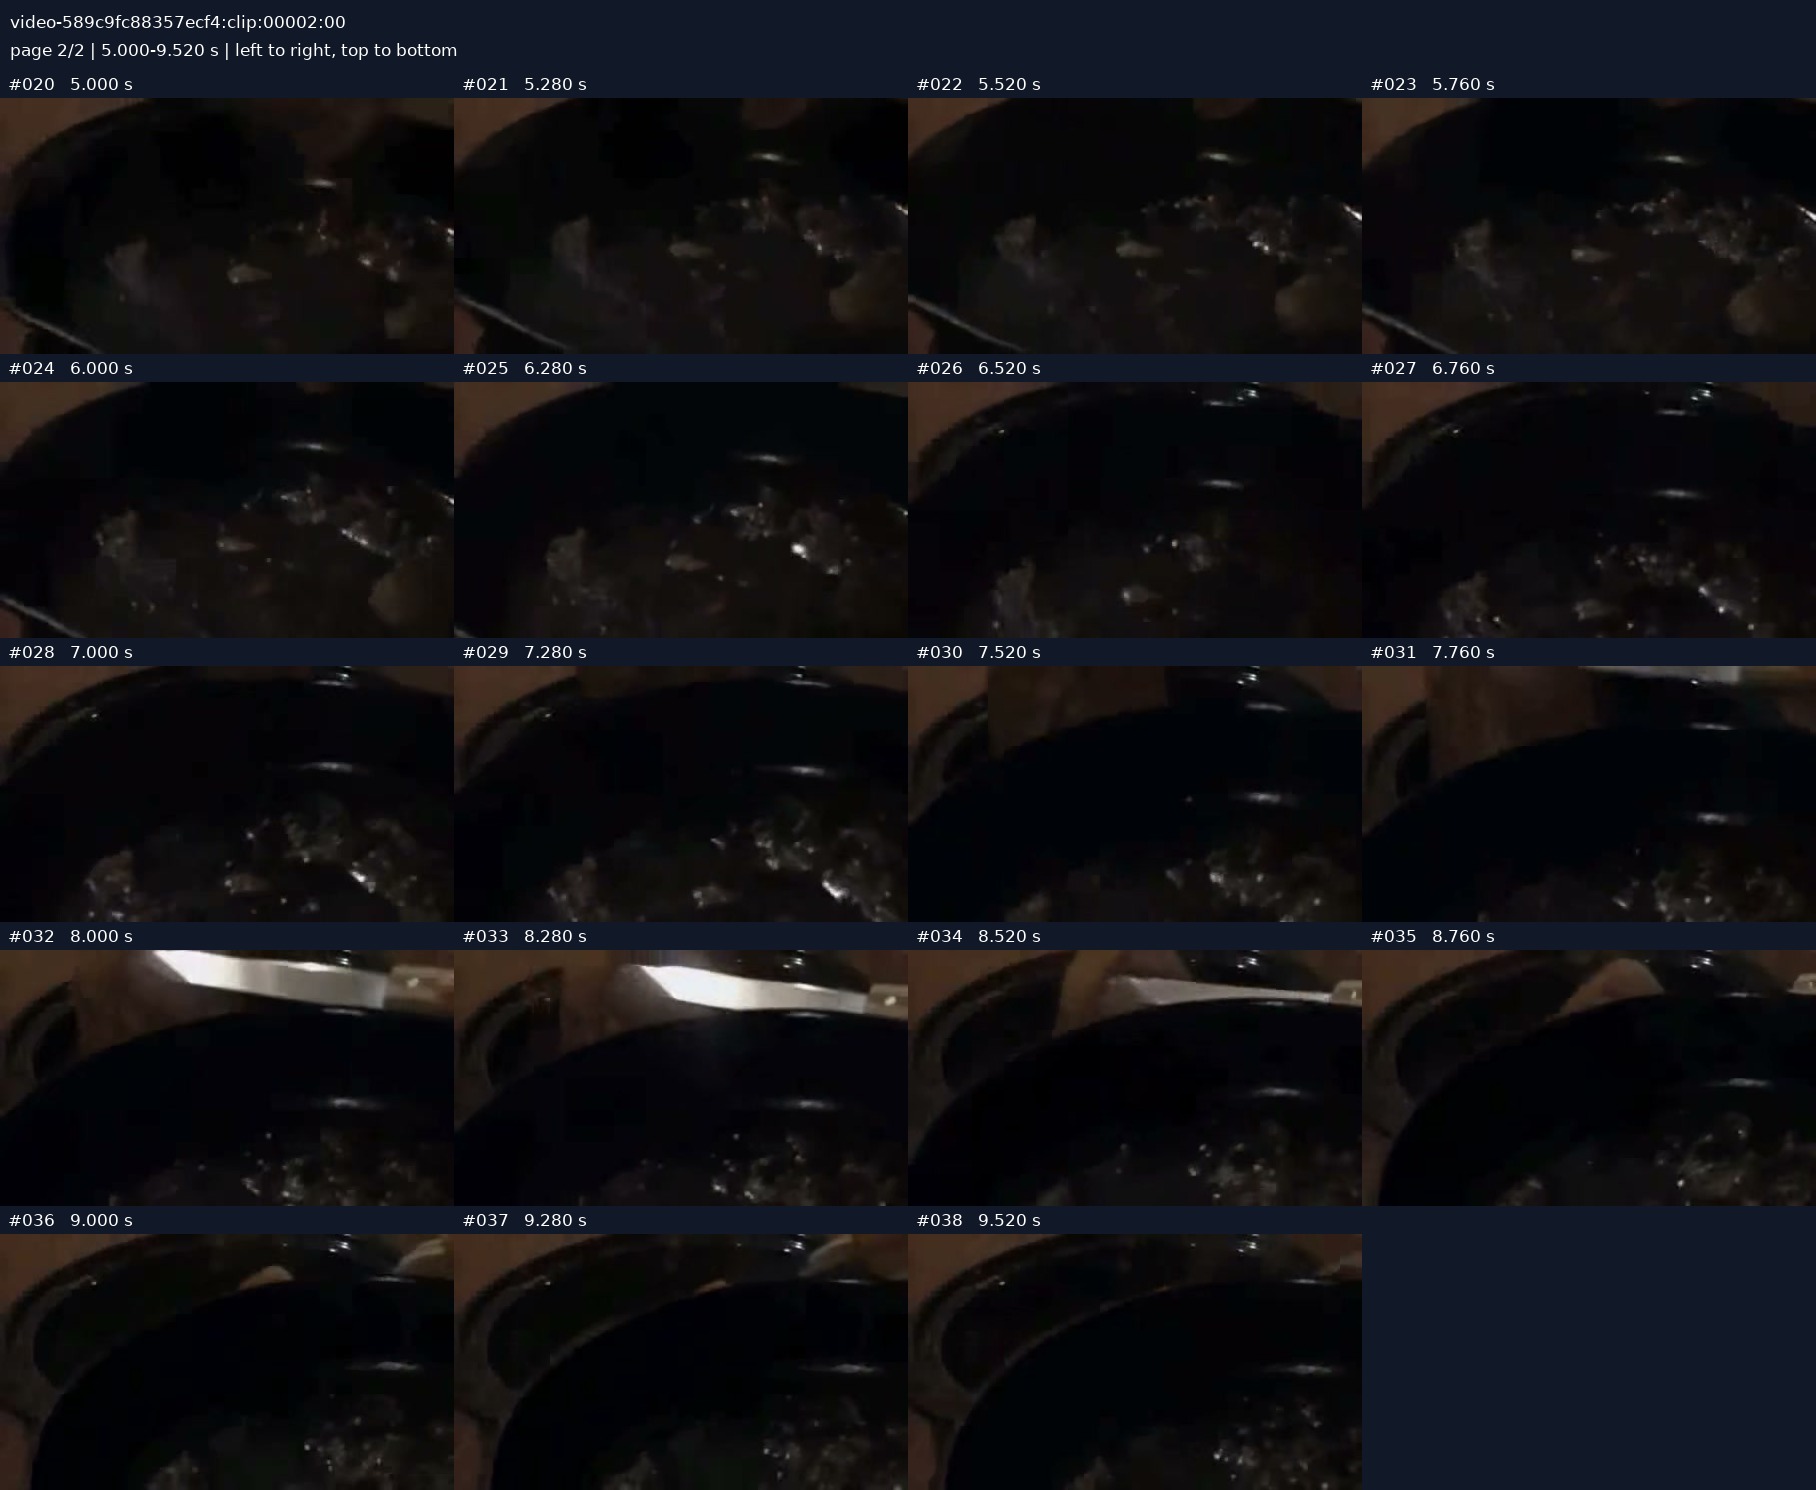 video-589c9fc88357ecf4:clip:00002:00
page 2/2 | 5.000-9.520 s | left to right, top to bottom
#020 5.000 s
#021 5.280 s
#022 5.520 s
#023 5.760 s
#024 6.000 s
#025 6.280 s
#026 6.520 s
#027 6.760 s
#028 7.000 s
#029 7.280 s
#030 7.520 s
#031 7.760 s
#032 8.000 s
#033 8.280 s
#034 8.520 s
#035 8.760 s
#036 9.000 s
#037 9.280 s
#038 9.520 s